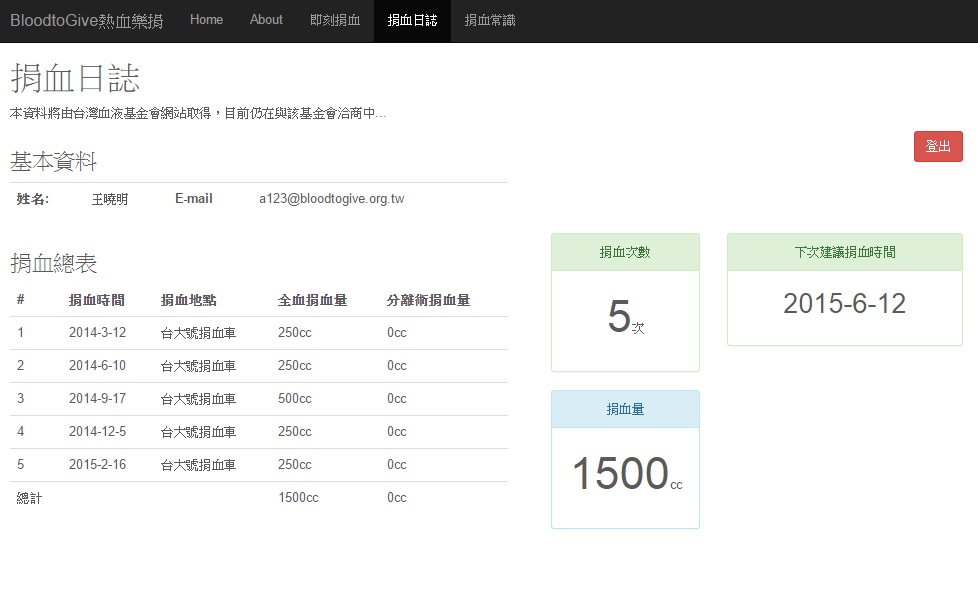 BloodtoGive熱血樂捐 Home About 即刻捐血 捐血日誌 捐血常識
捐血日誌
本資料將由台灣血液基金會網站取得，目前仍在與該基金會洽商中...
登出
基本資料
姓名: 王曉明 E-mail a123@bloodtogive.org.tw
捐血總表
# 捐血時間 捐血地點 全血捐血量 分離術捐血量
1 2014-3-12 台大號捐血車 250cc 0cc
2 2014-6-10 台大號捐血車 250cc 0cc
3 2014-9-17 台大號捐血車 500cc 0cc
4 2014-12-5 台大號捐血車 250cc 0cc
5 2015-2-16 台大號捐血車 250cc 0cc
總計 1500cc 0cc
捐血次數
5次
捐血量
1500cc
下次建議捐血時間
2015-6-12